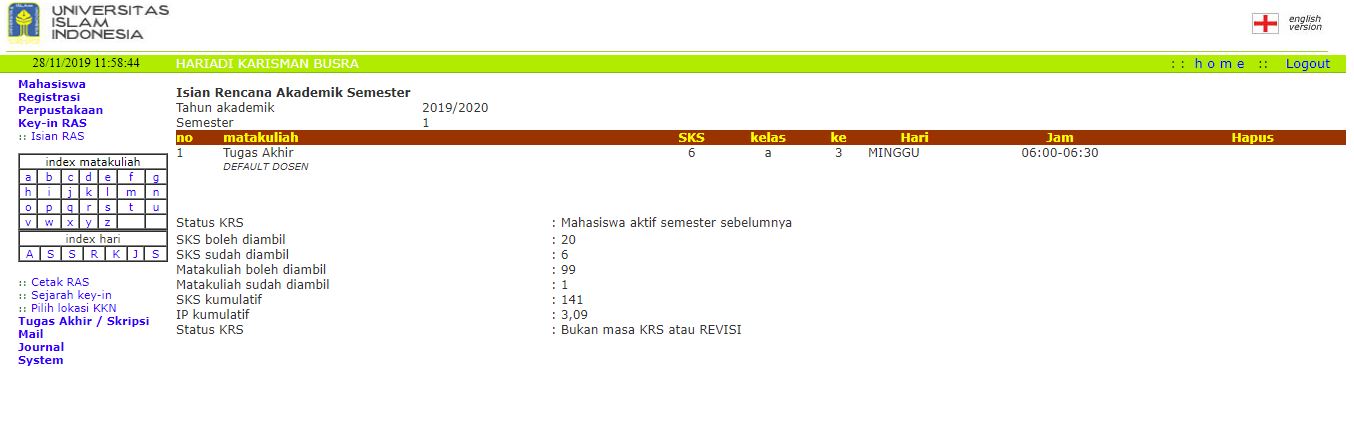 UNIVERSITAS
ISLAM
INDONESIA
english
version
28/11/2019 11:58:44 HARIADI KARISMAN BUSRA :: home :: Logout
Mahasiswa
Registrasi
Perpustakaan
Key-in RAS
:: Isian RAS
index matakuliah
a b c d e f g
h i j k l m n
o p q r s t u
v w x y z
index hari
A S S R K J S
:: Cetak RAS
:: Sejarah key-in
:: Pilih lokasi KKN
Tugas Akhir / Skripsi
Mail
Journal
System
Isian Rencana Akademik Semester
Tahun akademik 2019/2020
Semester 1
no matakuliah SKS kelas ke Hari Jam Hapus
1 Tugas Akhir 6 a 3 MINGGU 06:00-06:30
DEFAULT DOSEN
Status KRS : Mahasiswa aktif semester sebelumnya
SKS boleh diambil : 20
SKS sudah diambil : 6
Matakuliah boleh diambil : 99
Matakuliah sudah diambil : 1
SKS kumulatif : 141
IP kumulatif : 3,09
Status KRS : Bukan masa KRS atau REVISI